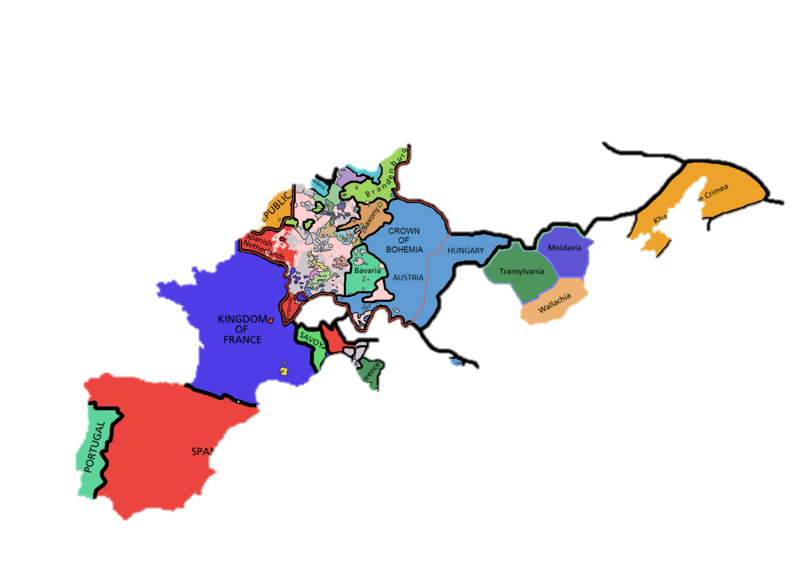 Brandenburg
-PUBLIC
Saxony
Kha
Crimea
Spanish
Netherlands
CROWN
OF
BOHEMIA
HUNGARY
Moldavia
Bavaria
AUSTRIA
Transylvania
Wallachia
KINGDOM
OF
FRANCE
SAVOY
orence
PORTUGAL
SPA